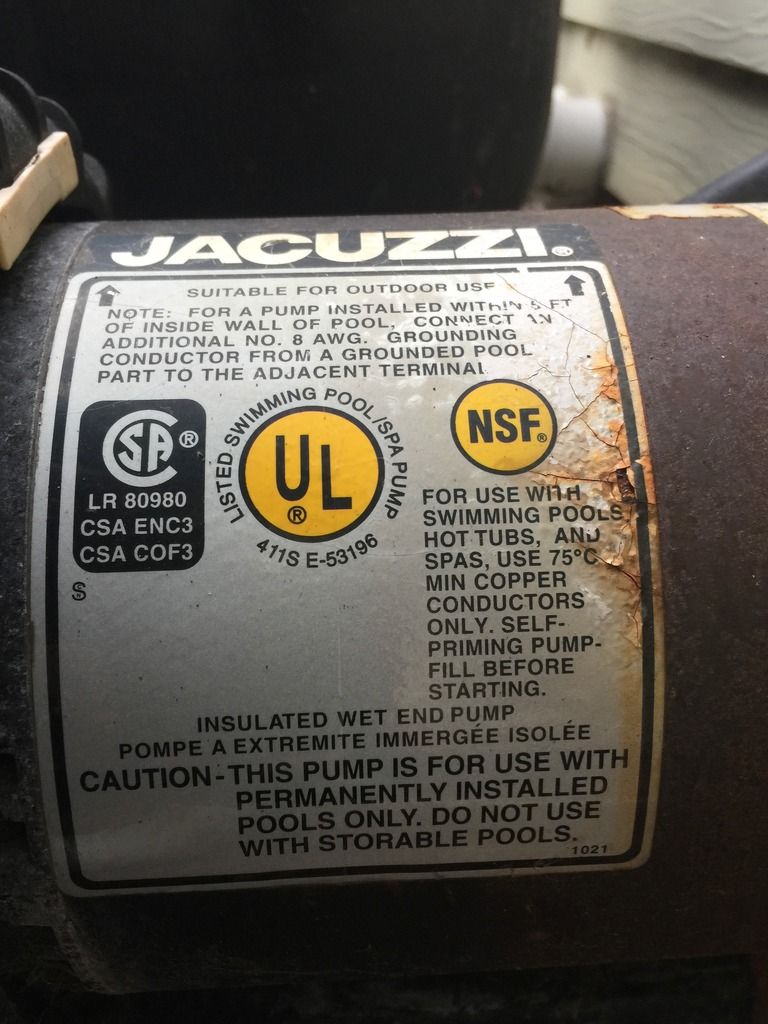 JACUZZI®
SUITABLE FOR OUTDOOR USE
NOTE: FOR A PUMP INSTALLED WITHIN 5 FT
OF INSIDE WALL OF POOL, CONNECT AN
ADDITIONAL NO. 8 AWG. GROUNDING
CONDUCTOR FROM A GROUNDED POOL
PART TO THE ADJACENT TERMINAL
SA®
LR 80980
CSA ENC3
CSA COF3
S
LISTED SWIMMING POOL/SPA PUMP
UL
®
411S E-53196
NSF®
FOR USE WITH
SWIMMING POOLS
HOT TUBS, AND
SPAS, USE 75°C
MIN COPPER
CONDUCTORS
ONLY. SELF-
PRIMING PUMP-
FILL BEFORE
STARTING.
INSULATED WET END PUMP
POMPE A EXTREMITE IMMERGÉE ISOLÉE
CAUTION-THIS PUMP IS FOR USE WITH
PERMANENTLY INSTALLED
POOLS ONLY. DO NOT USE
WITH STORABLE POOLS.
1021